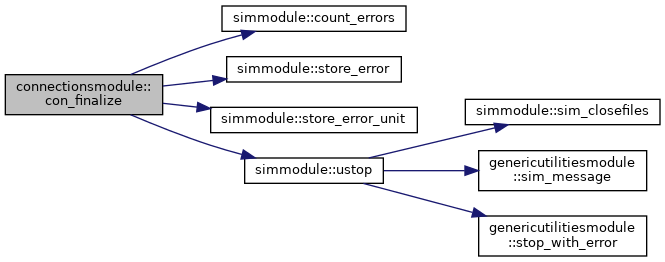 connectionsmodule::
con_finalize
simmodule::count_errors
simmodule::store_error
simmodule::store_error_unit
simmodule::ustop
simmodule::sim_closefiles
genericutilitiesmodule
::sim_message
genericutilitiesmodule
::stop_with_error